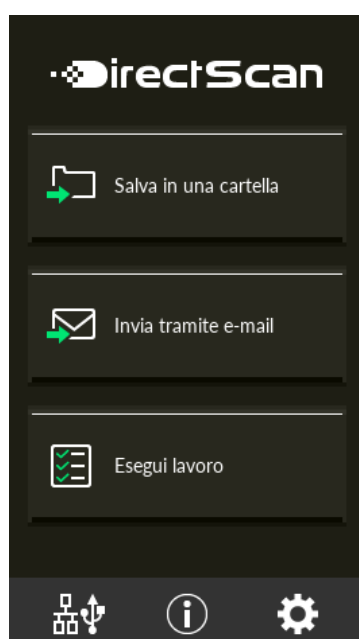 DirectScan
Salva in una cartella
Invia tramite e-mail
Esegui lavoro